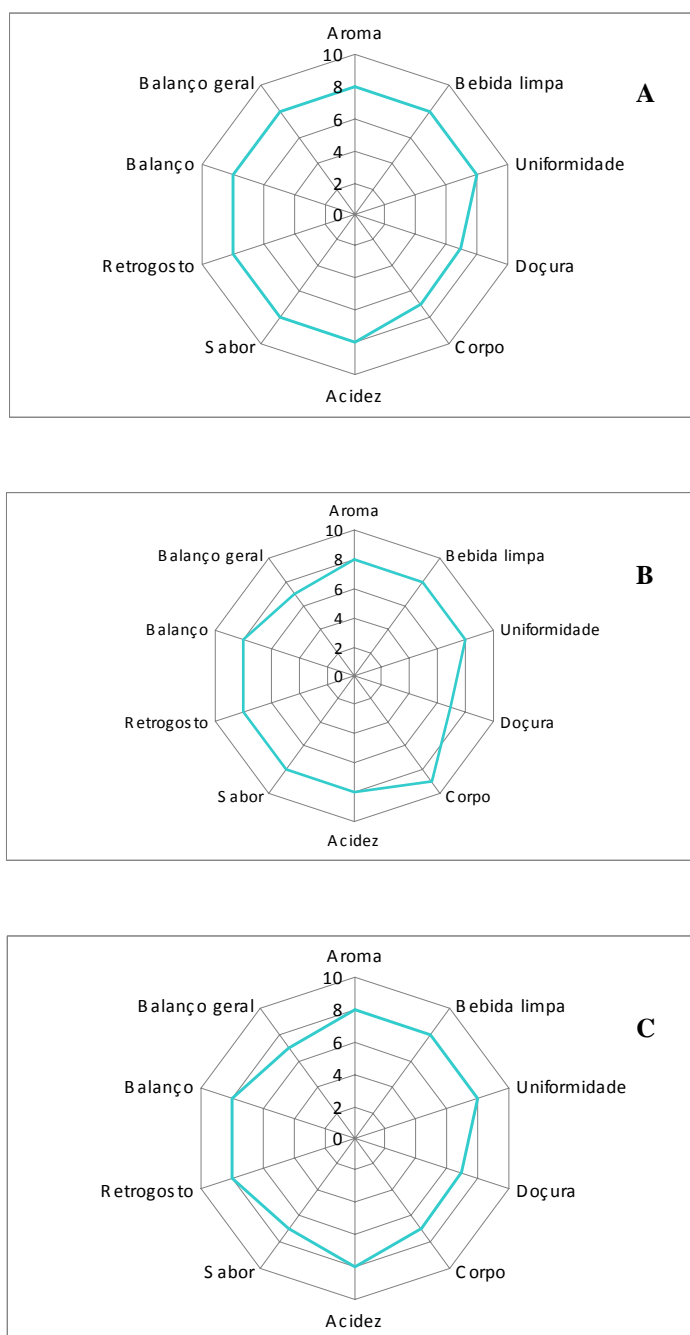 Aroma
10
Balanço geral
Bebida limpa
A
8
6
Balanço
Uniformidade
4
2
0
Retrogosto
Doçura
Sabor
Corpo
Acidez
Aroma
10
Balanço geral
Bebida limpa
B
8
6
Balanço
Uniformidade
4
2
0
Retrogosto
Doçura
Sabor
Corpo
Acidez
Aroma
10
Balanço geral
Bebida limpa
C
8
6
Balanço
Uniformidade
4
2
0
Retrogosto
Doçura
Sabor
Corpo
Acidez